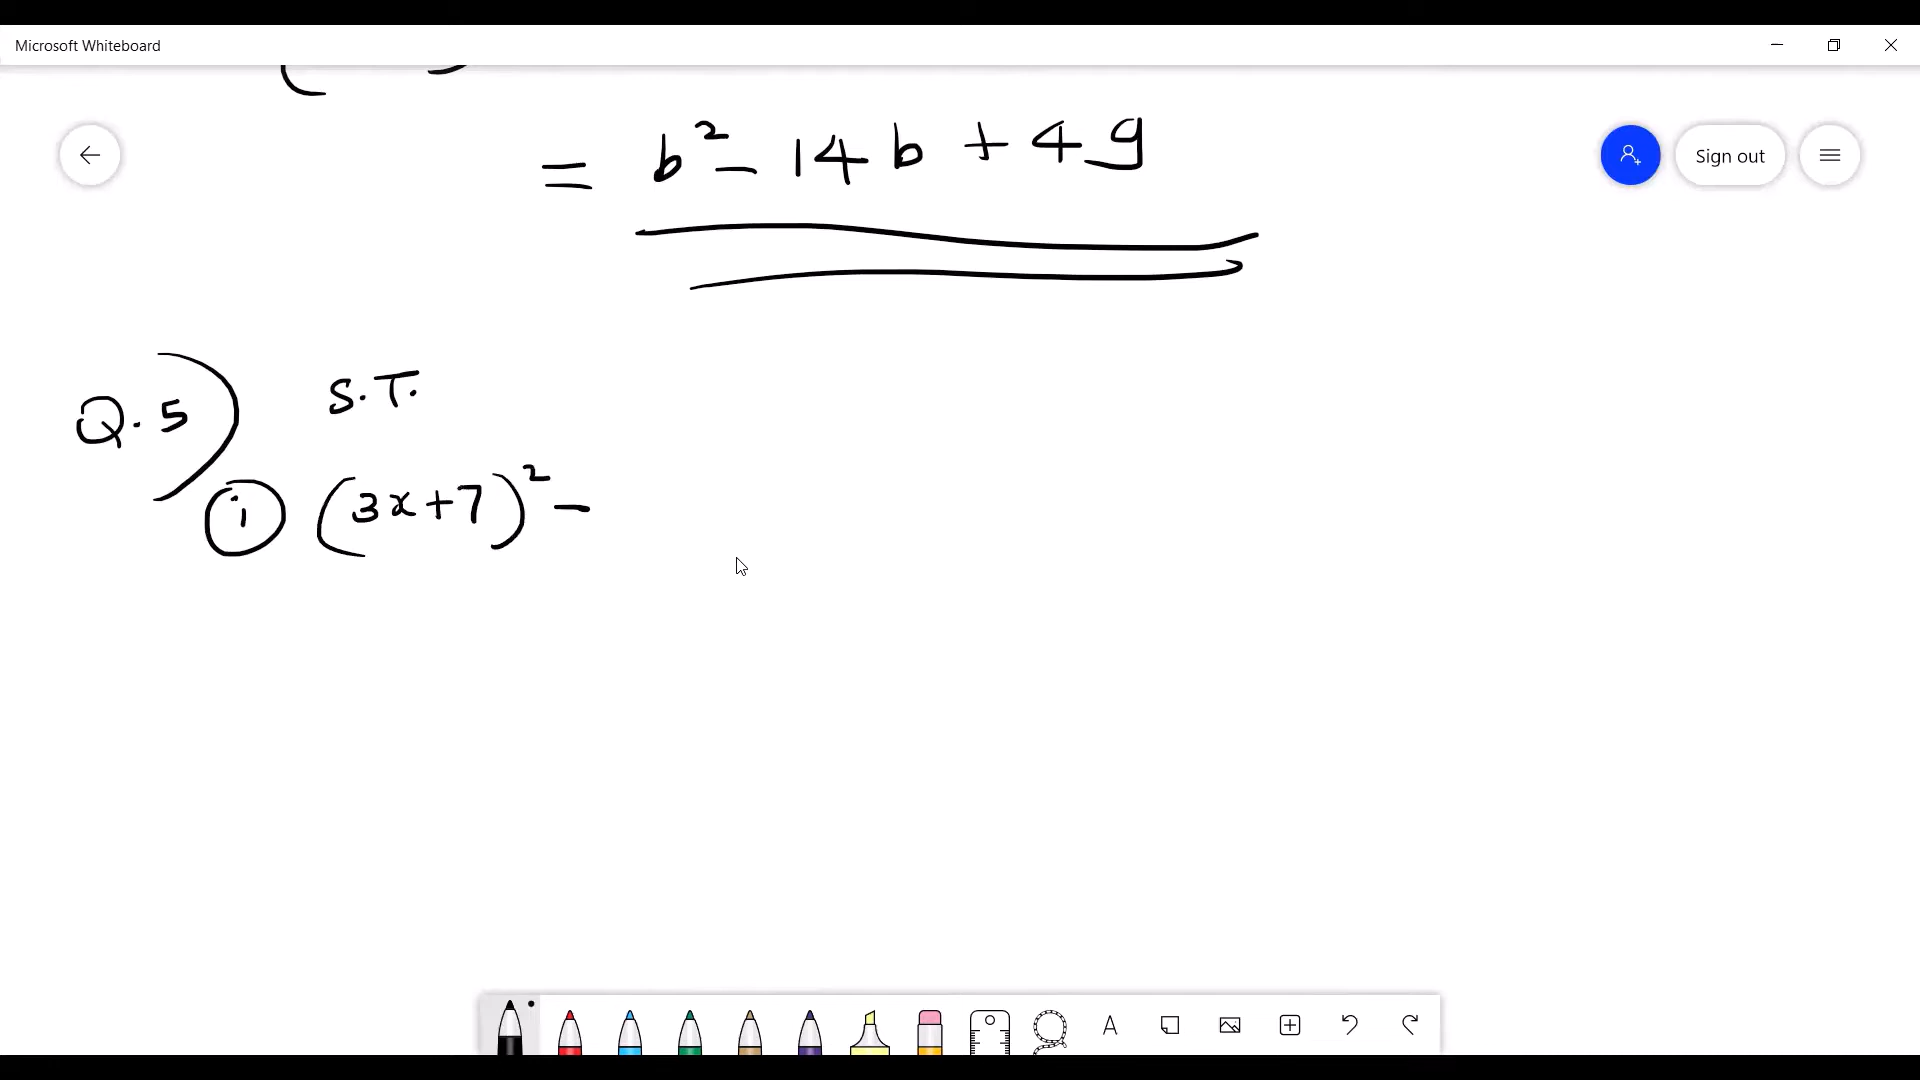 Microsoft Whiteboard
= b² - 14b + 49
Sign out
Q.5) S.T.
i (3x+7)² -
A